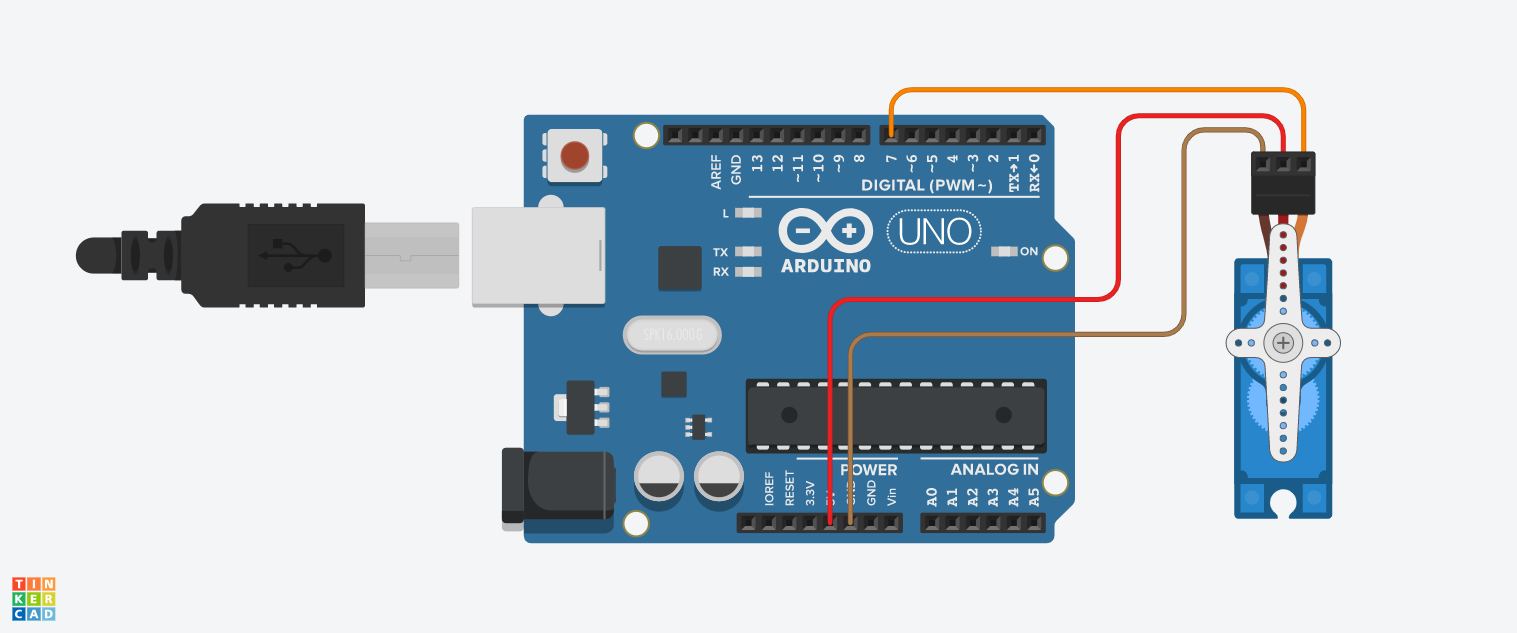 AREF
GND
13
12
~11
~10
~9
8
7
~6
~5
4
~3
2
TX→1
RX←0
DIGITAL (PWM~)
L
TX
RX
UNO
ON
ARDUINO
SPK16.000G
POWER
ANALOG IN
IOREF
RESET
3.3V
5V
GND
GND
Vin
A0
A1
A2
A3
A4
A5
TIN
KER
CAD